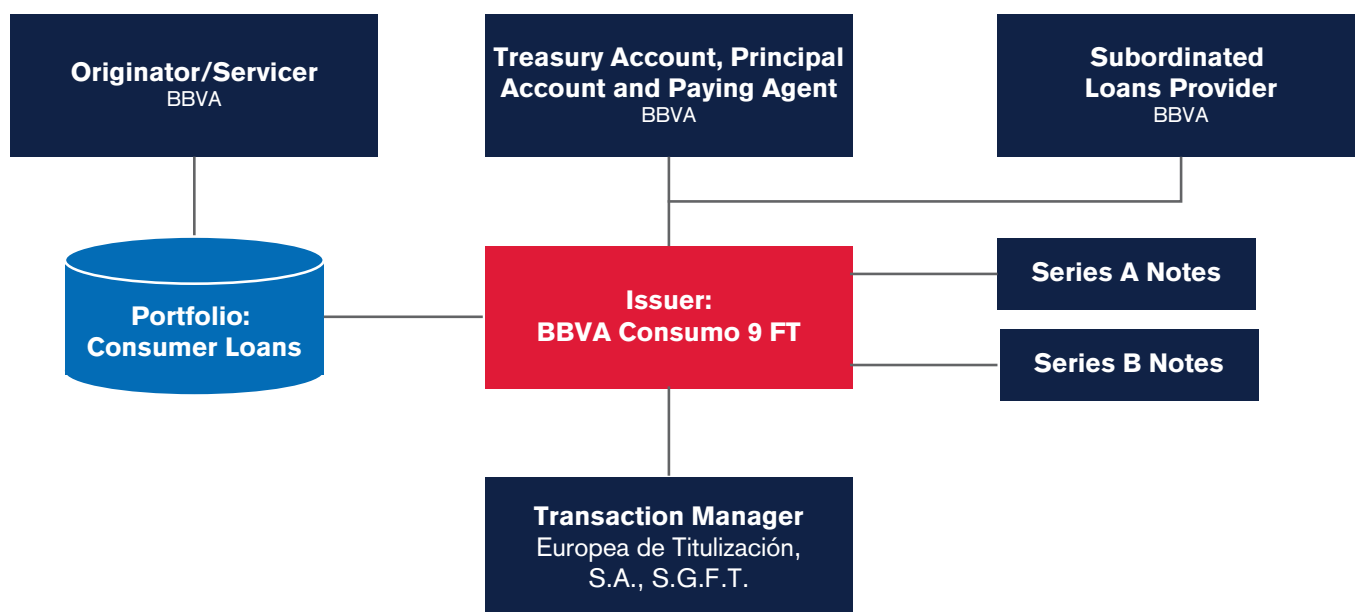 Originator/Servicer
BBVA
Treasury Account, Principal
Account and Paying Agent
BBVA
Subordinated
Loans Provider
BBVA
Portfolio:
Consumer Loans
Issuer:
BBVA Consumo 9 FT
Series A Notes
Series B Notes
Transaction Manager
Europea de Titulización,
S.A., S.G.F.T.